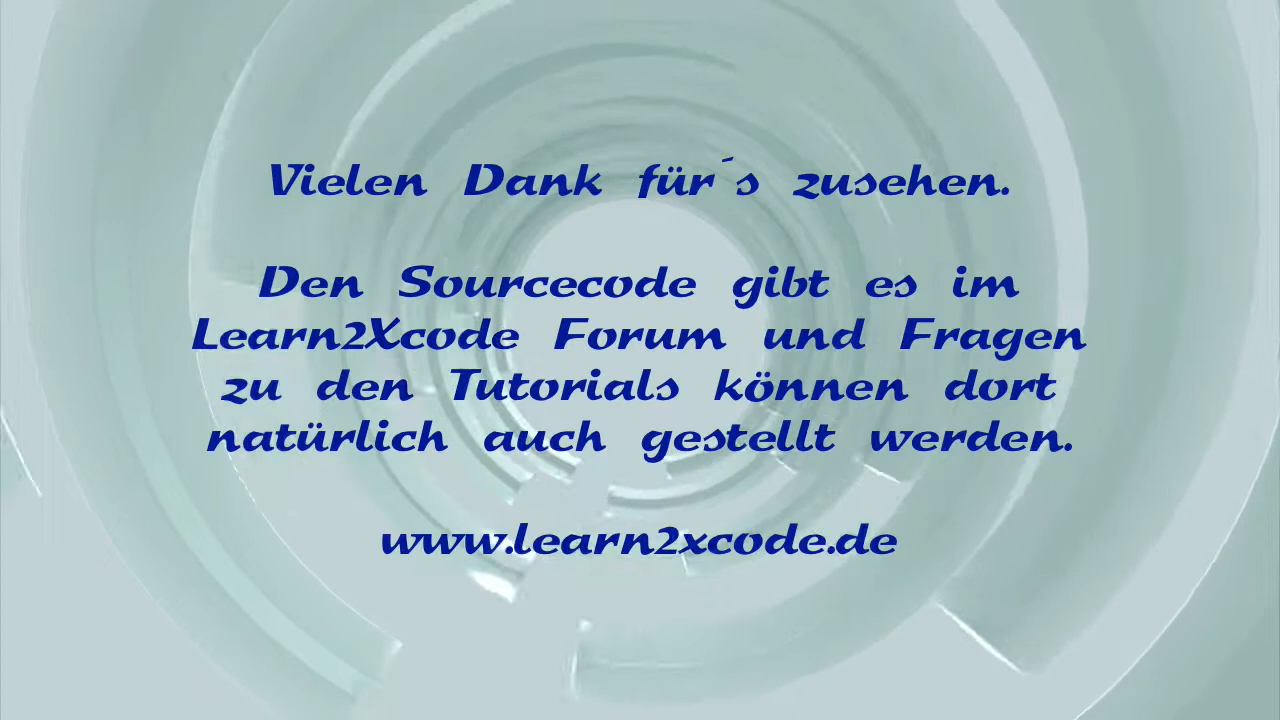 Vielen Dank für´s zusehen.
Den Sourcecode gibt es im
Learn2Xcode Forum und Fragen
zu den Tutorials können dort
natürlich auch gestellt werden.
www.learn2xcode.de